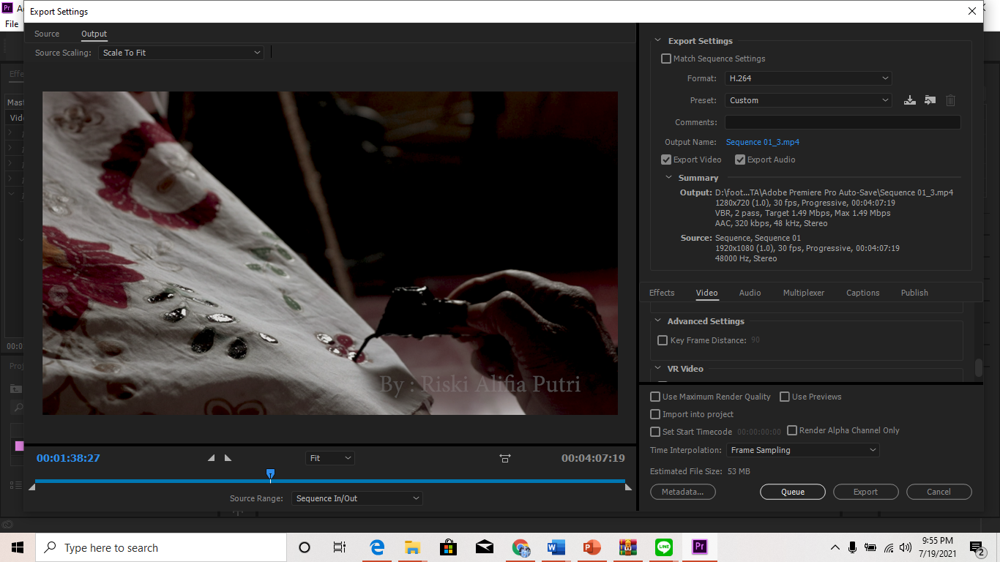 Export Settings
File
Source Output
Source Scaling: Scale To Fit
Effe
Mast
Vide
00:0
Proj
By : Riski Alifia Putri
00:01:38:27
Fit
00:04:07:19
Source Range: Sequence In/Out
Export Settings
Match Sequence Settings
Format: H.264
Preset: Custom
Comments:
Output Name: Sequence 01_3.mp4
Export Video Export Audio
Summary
Output: D:\foot...TA\Adobe Premiere Pro Auto-Save\Sequence 01_3.mp4
1280x720 (1.0), 30 fps, Progressive, 00:04:07:19
VBR, 2 pass, Target 1.49 Mbps, Max 1.49 Mbps
AAC, 320 kbps, 48 kHz, Stereo
Source: Sequence, Sequence 01
1920x1080 (1.0), 30 fps, Progressive, 00:04:07:19
48000 Hz, Stereo
Effects Video Audio Multiplexer Captions Publish
Advanced Settings
Key Frame Distance: 90
VR Video
Use Maximum Render Quality Use Previews
Import into project
Set Start Timecode 00:00:00:00 Render Alpha Channel Only
Time Interpolation: Frame Sampling
Estimated File Size: 53 MB
Metadata... Queue Export Cancel
Type here to search
9:55 PM
7/19/2021
2